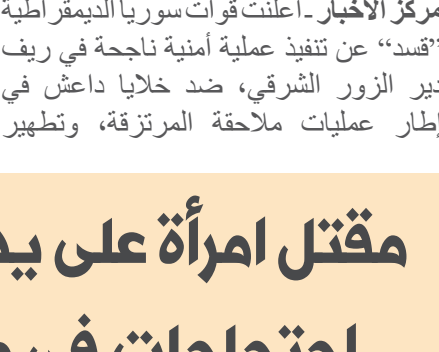 مركز الأخبار ـ أعلنت قوات سوريا الديمقراطية
”قسد“ عن تنفيذ عملية أمنية ناجحة في ريف
دير الزور الشرقي، ضد خلايا داعش في
إطار عمليات ملاحقة المرتزقة، وتطهير
مقتل امرأة على يد